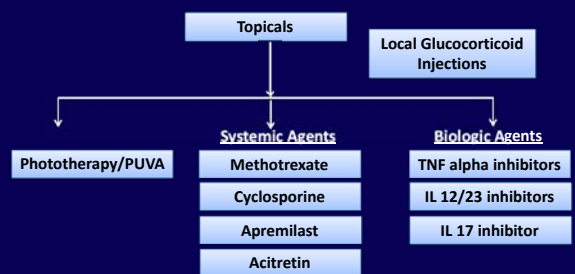 Topicals
Local Glucocorticoid
Injections
Systemic Agents
Biologic Agents
Phototherapy/PUVA
Methotrexate
TNF alpha inhibitors
Cyclosporine
IL 12/23 inhibitors
Apremilast
IL 17 inhibitor
Acitretin